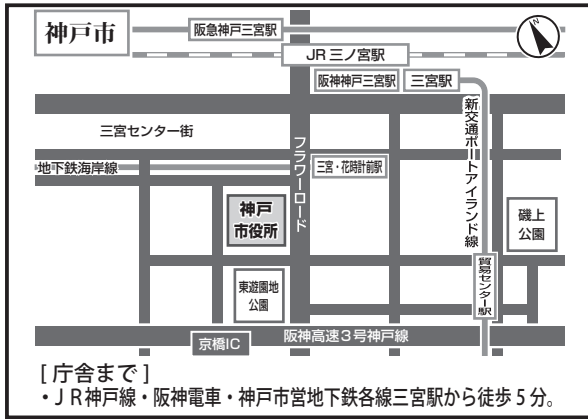 神戸市
阪急神戸三宮駅
N
JR 三ノ宮駅
阪神神戸三宮駅
三宮駅
三宮センター街
フラワーロード
新交通ポートアイランド線
地下鉄海岸線
三宮・花時計前駅
神戸
市役所
磯上
公園
東遊園地
公園
貿易センター駅
京橋IC
阪神高速3号神戸線
[ 庁舎まで ]
・ＪＲ神戸線・阪神電車・神戸市営地下鉄各線三宮駅から徒歩５分。